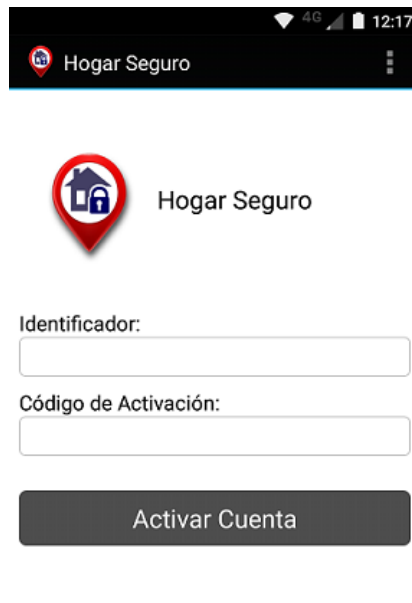 4G 12:17
Hogar Seguro
Hogar Seguro
Identificador:
Código de Activación:
Activar Cuenta